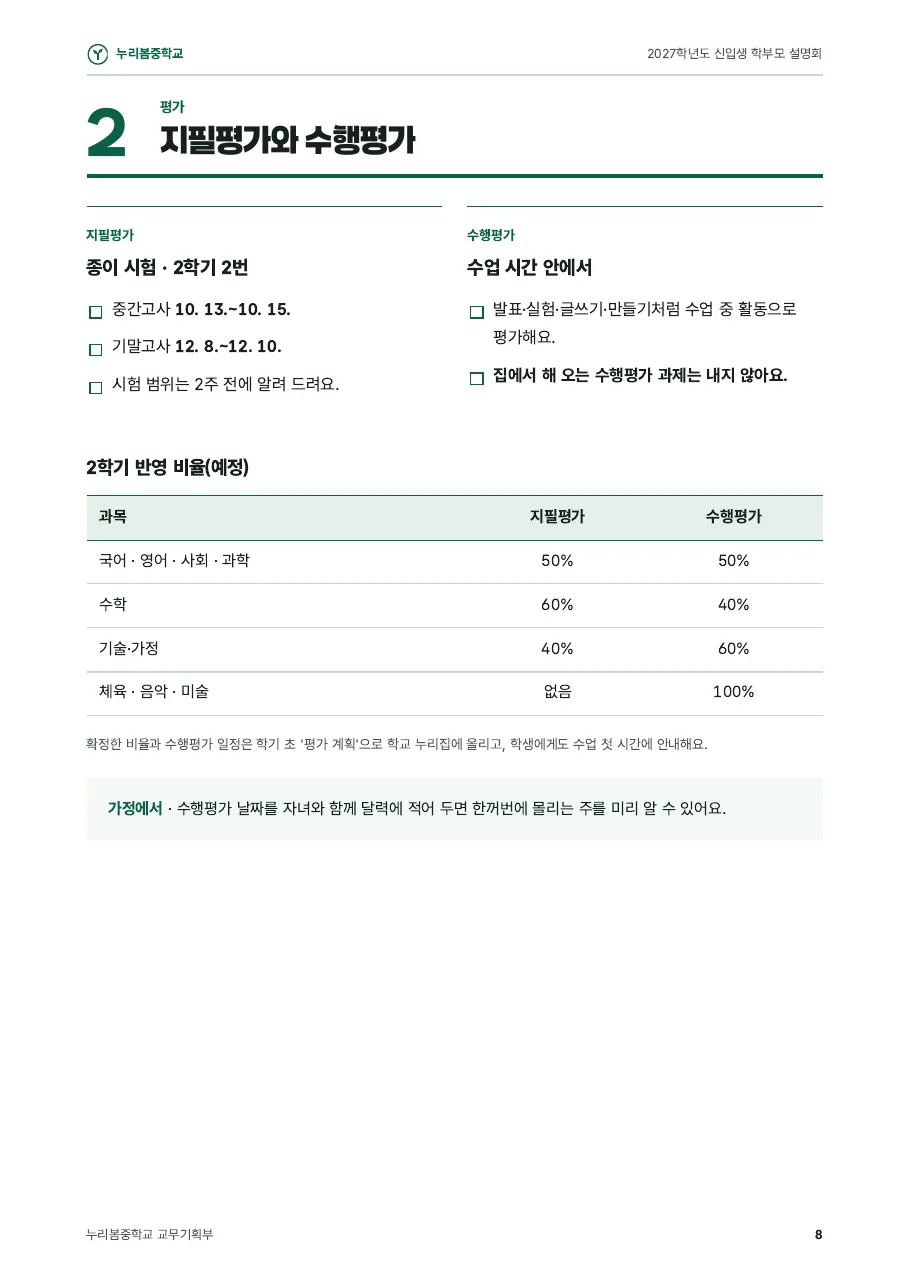 누리봄중학교
2027학년도 신입생 학부모 설명회
2
평가
지필평가와 수행평가
지필평가
종이 시험 · 2학기 2번
중간고사 10. 13.~10. 15.
기말고사 12. 8.~12. 10.
시험 범위는 2주 전에 알려 드려요.
수행평가
수업 시간 안에서
발표·실험·글쓰기·만들기처럼 수업 중 활동으로
평가해요.
집에서 해 오는 수행평가 과제는 내지 않아요.
2학기 반영 비율(예정)
과목 지필평가 수행평가
국어 · 영어 · 사회 · 과학 50% 50%
수학 60% 40%
기술·가정 40% 60%
체육 · 음악 · 미술 없음 100%
확정한 비율과 수행평가 일정은 학기 초 '평가 계획'으로 학교 누리집에 올리고, 학생에게도 수업 첫 시간에 안내해요.
가정에서 · 수행평가 날짜를 자녀와 함께 달력에 적어 두면 한꺼번에 몰리는 주를 미리 알 수 있어요.
누리봄중학교 교무기획부
8